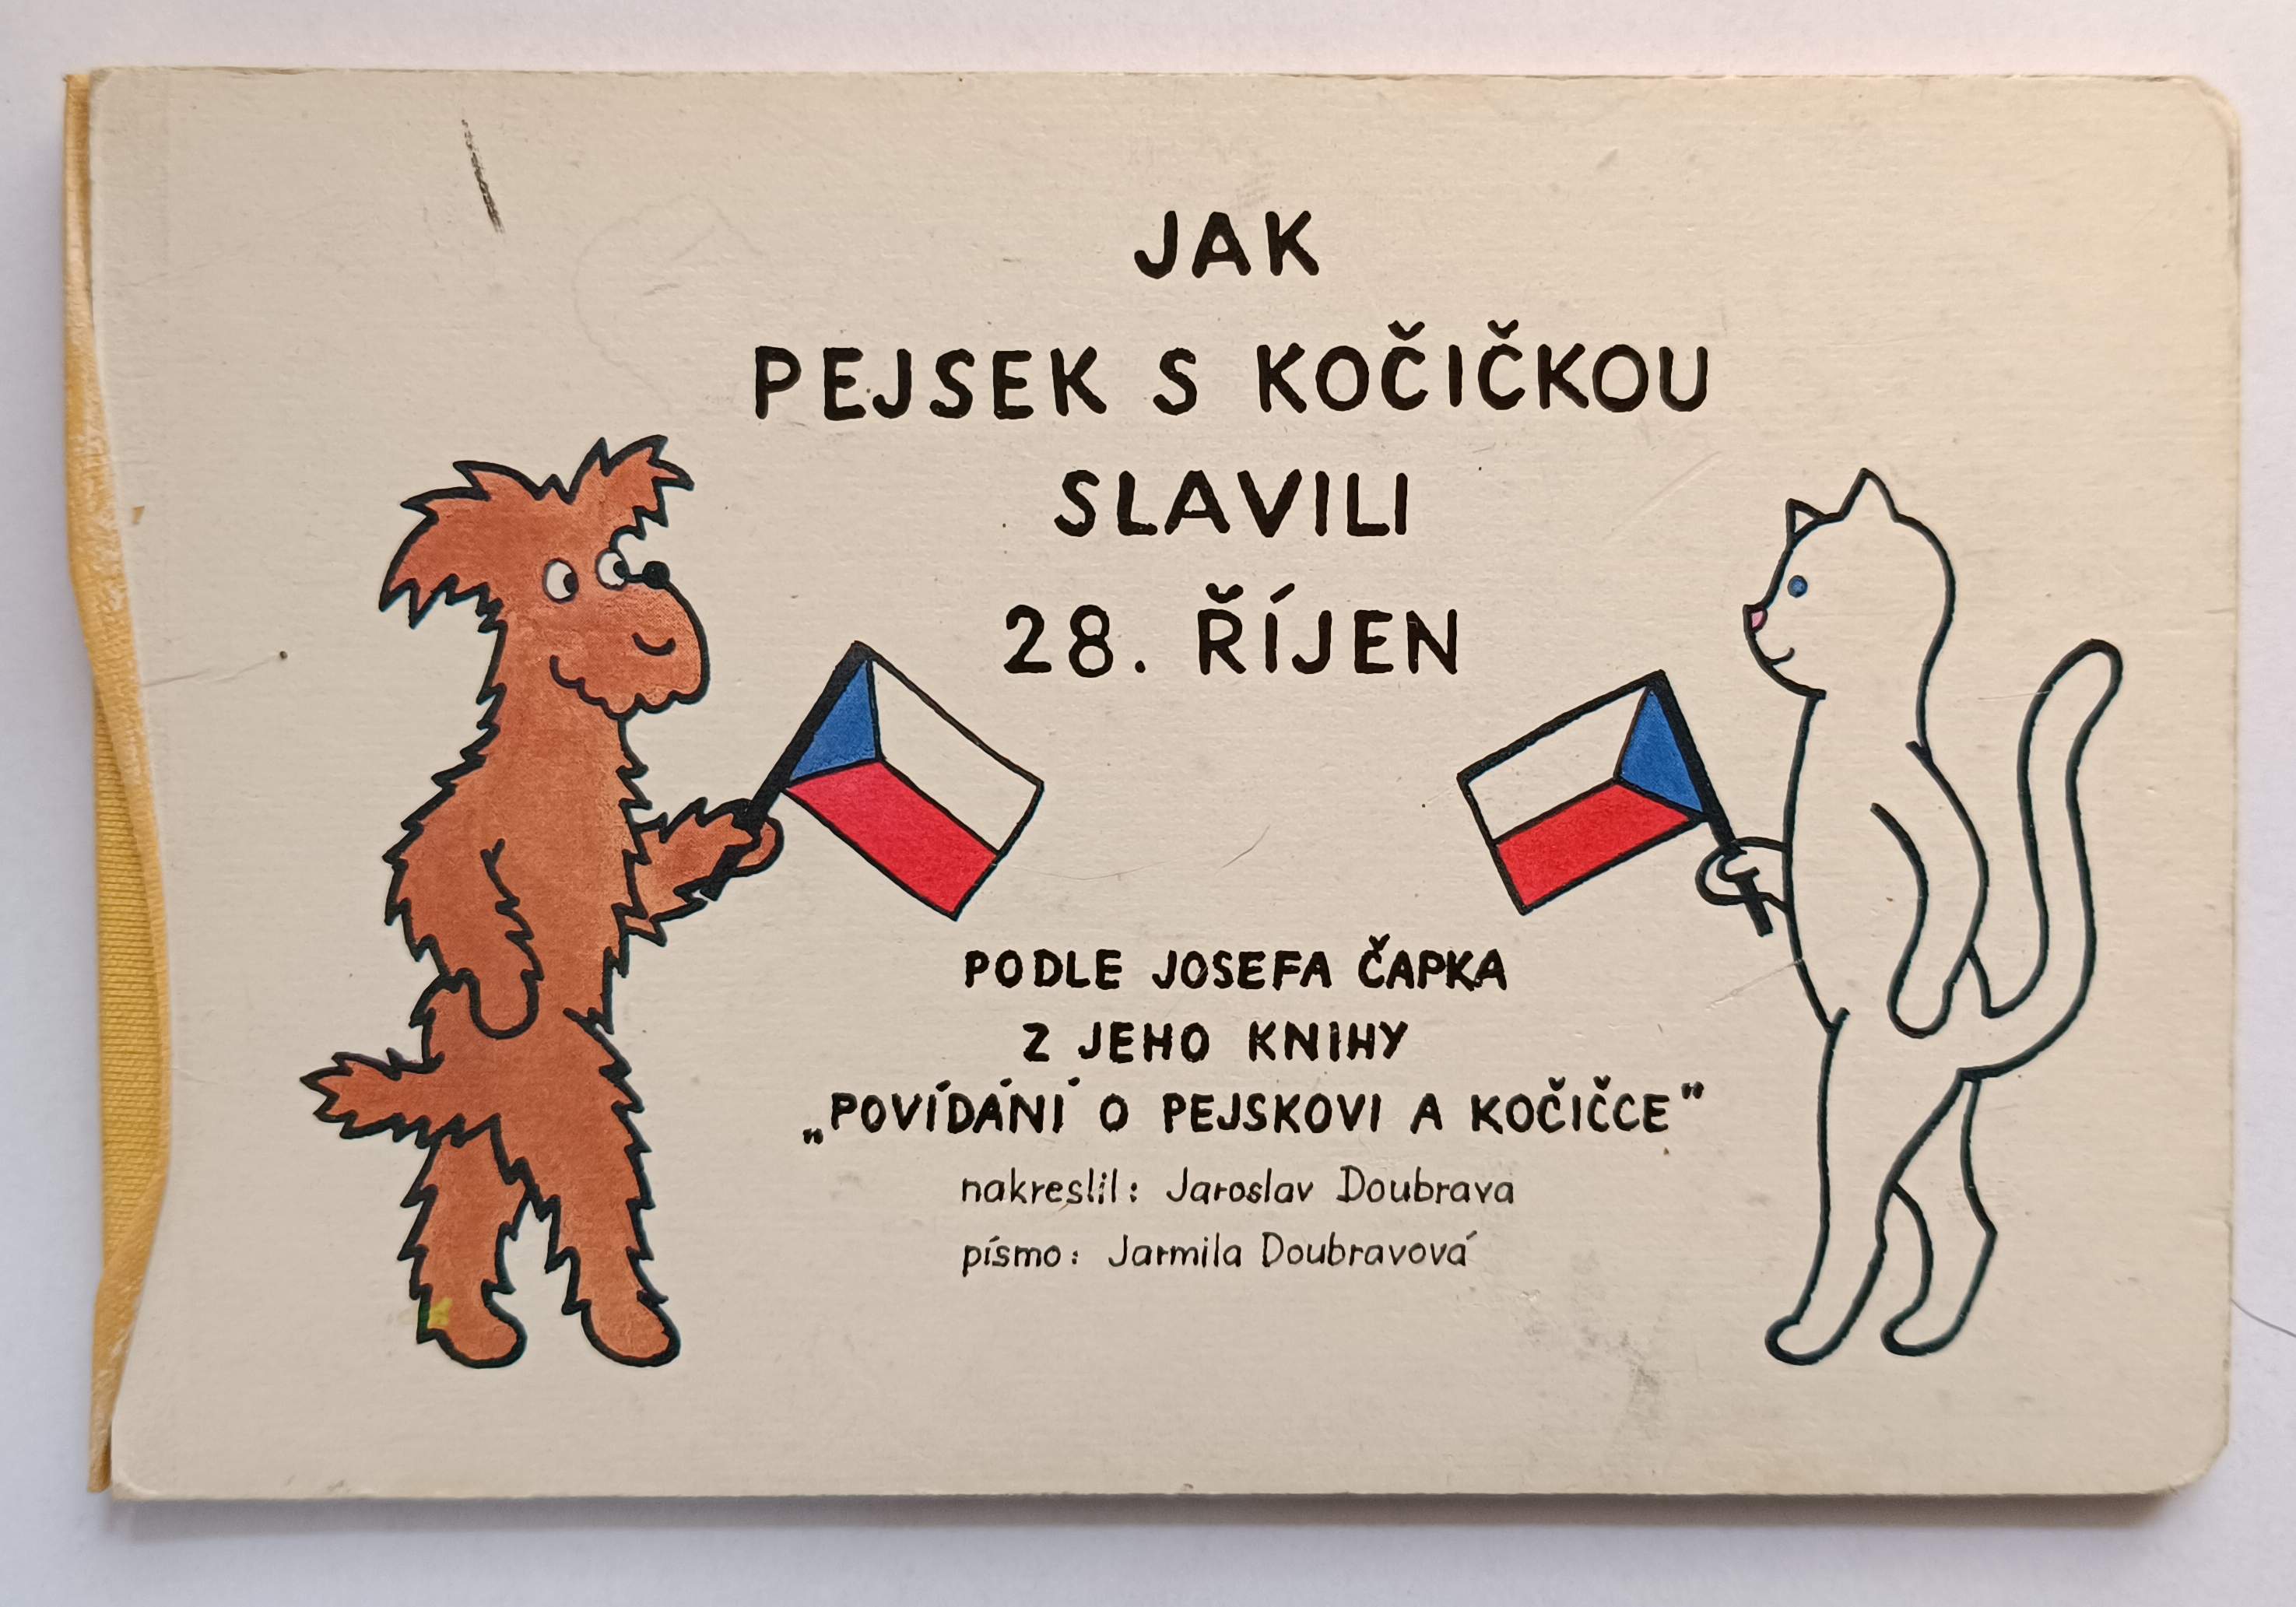 JAK
PEJSEK S KOČIČKOU
SLAVILI
28. ŘÍJEN
PODLE JOSEFA ČAPKA
Z JEHO KNIHY
„POVÍDÁNÍ O PEJSKOVI A KOČIČCE"
nakreslil: Jaroslav Doubrava
písmo: Jarmila Doubravová